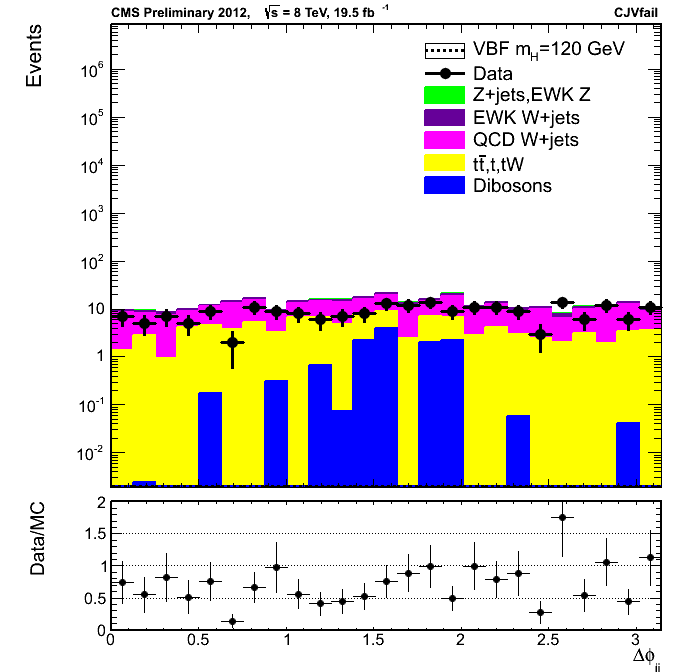 CMS Preliminary 2012, √s = 8 TeV, 19.5 fb⁻¹ CJVfail
Events
VBF m_H=120 GeV
Data
Z+jets,EWK Z
EWK W+jets
QCD W+jets
tt̄,t,tW
Dibosons
10⁶
10⁵
10⁴
10³
10²
10
1
10⁻¹
10⁻²
Data/MC
2
1.5
1
0.5
0
0 0.5 1 1.5 2 2.5 3
Δϕ_jj